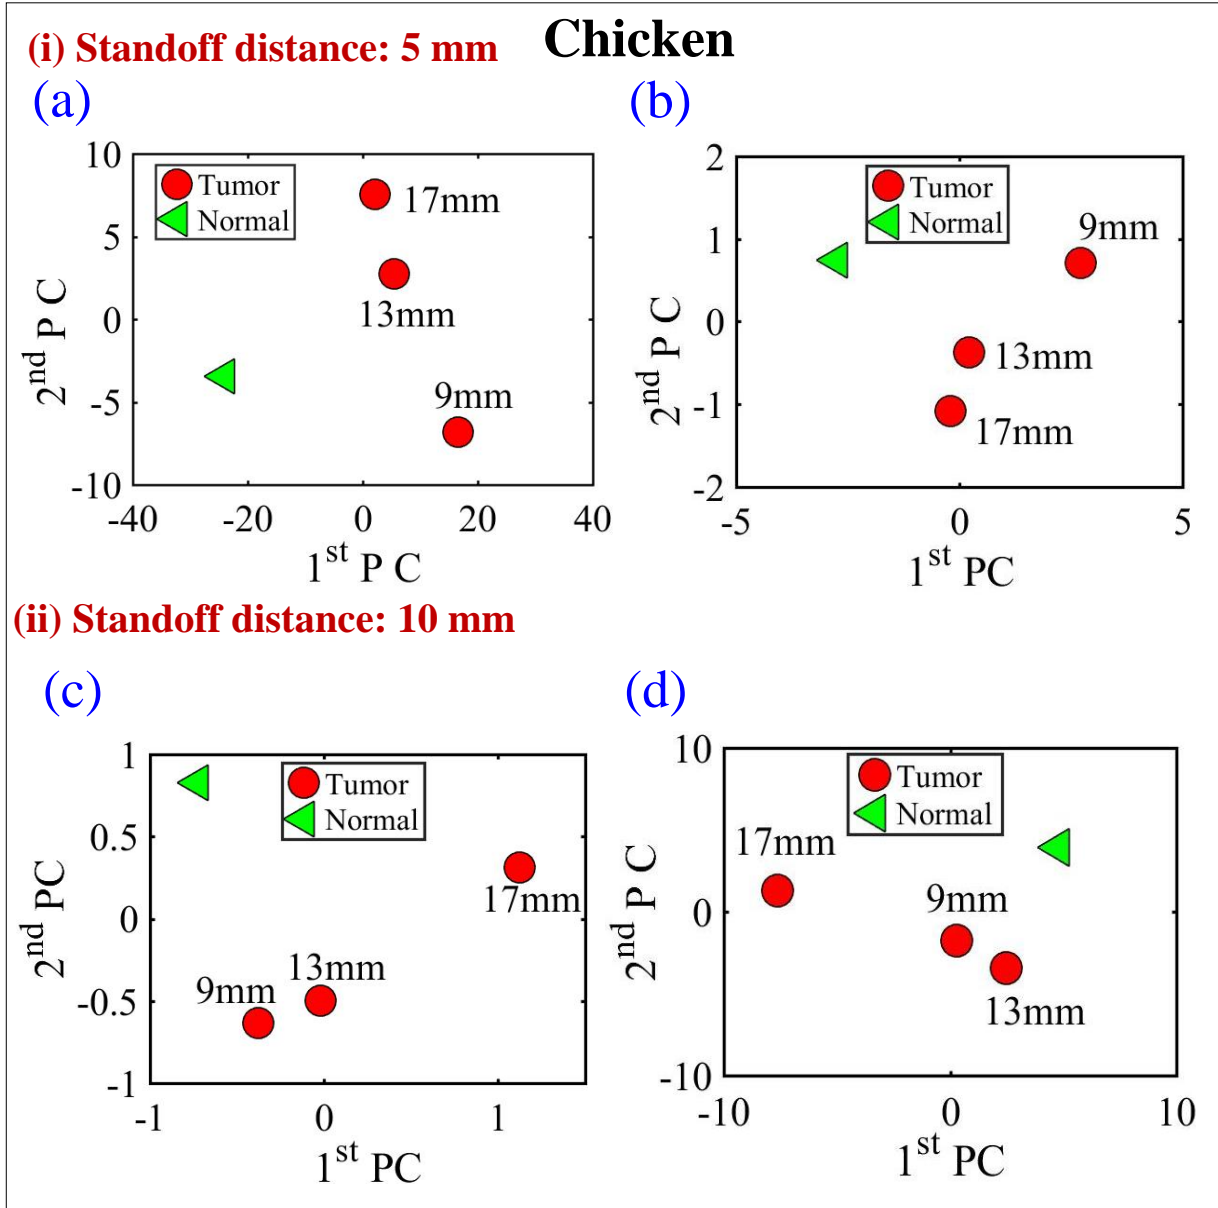 (i) Standoff distance: 5 mm
Chicken
(a)
10
5
0
-5
-10
-40
-20
0
20
40
2nd P C
1st P C
Tumor
Normal
17mm
13mm
9mm
(b)
2
1
0
-1
-2
-5
0
5
2nd P C
1st PC
Tumor
Normal
9mm
13mm
17mm
(ii) Standoff distance: 10 mm
(c)
1
0.5
0
-0.5
-1
-1
0
1
2nd PC
1st PC
Tumor
Normal
17mm
13mm
9mm
(d)
10
0
-10
-10
0
10
2nd P C
1st PC
Tumor
Normal
17mm
9mm
13mm